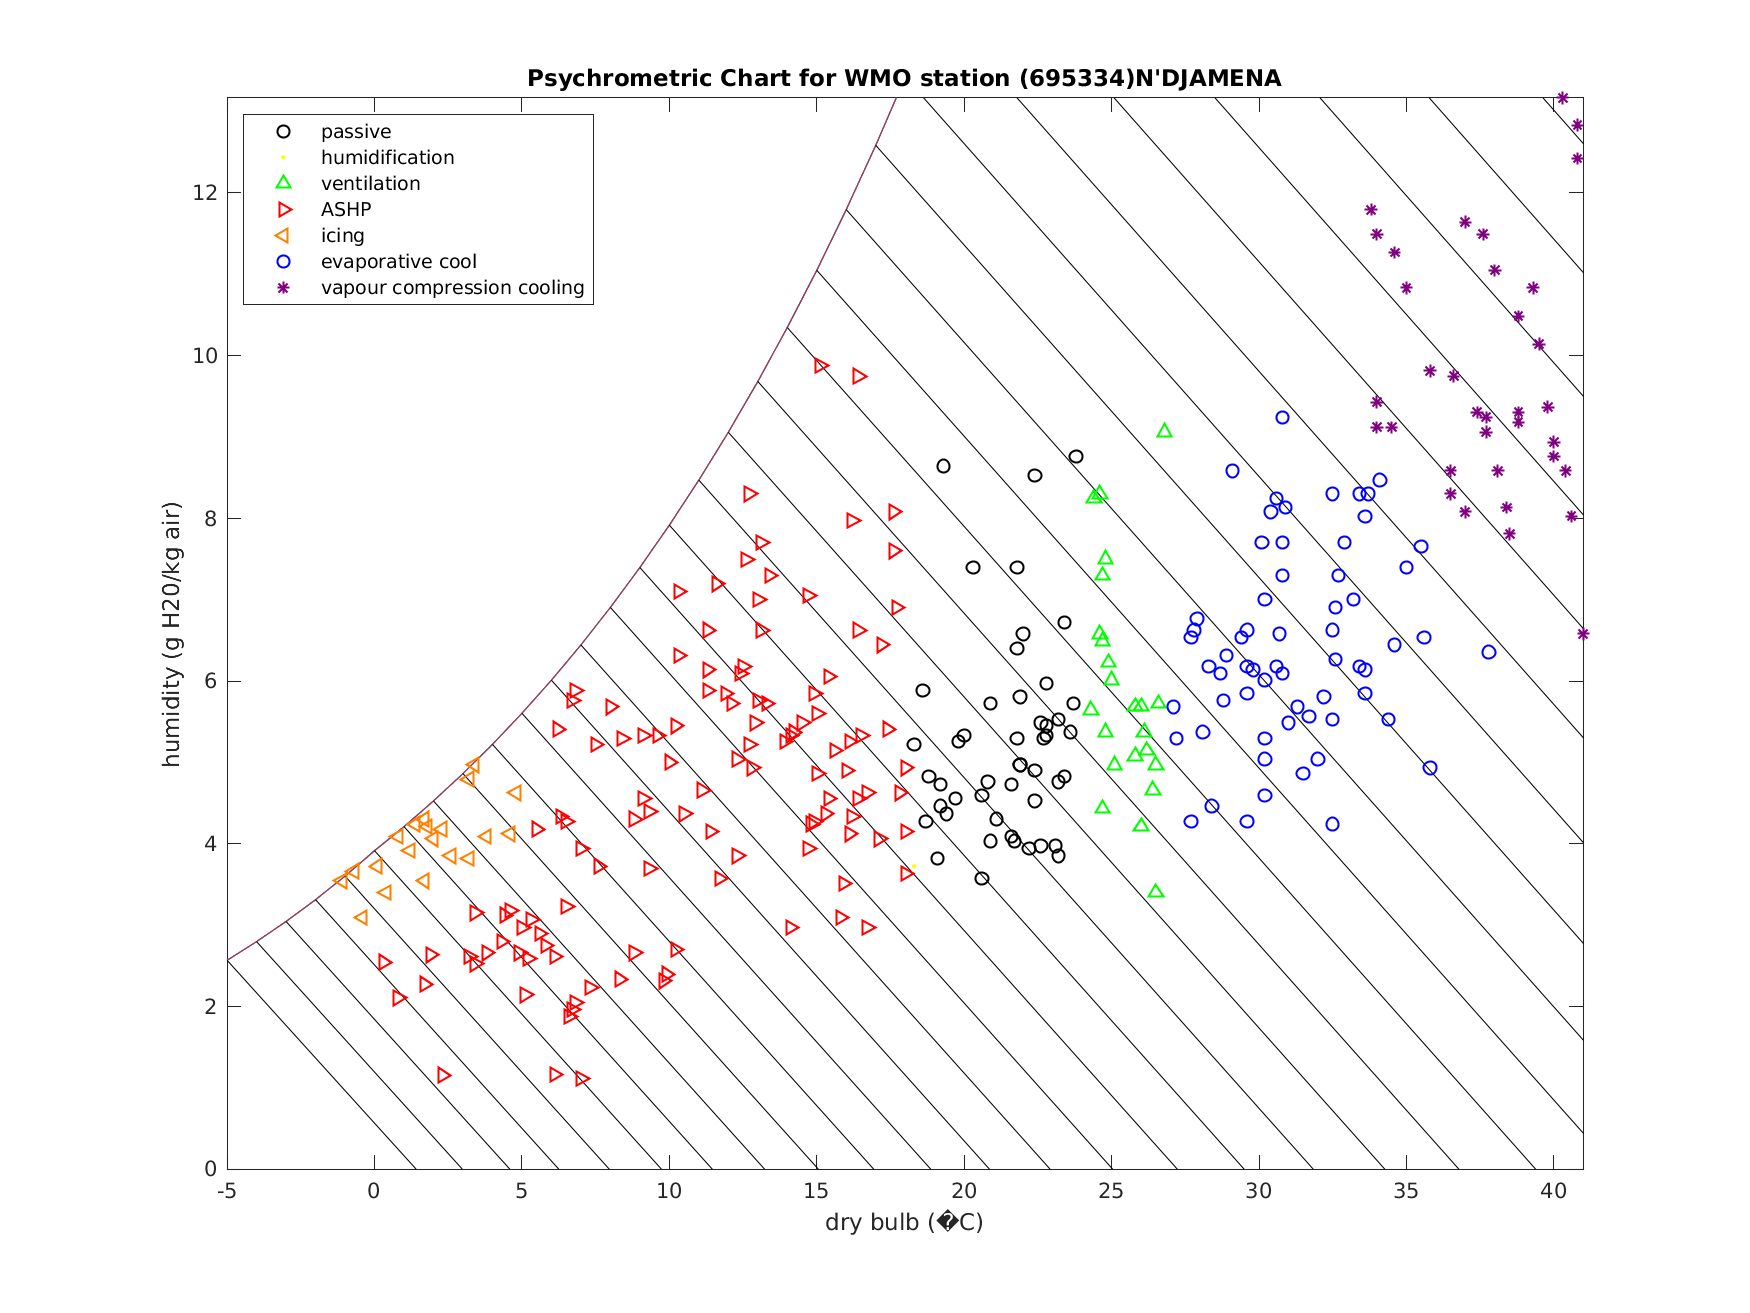 Psychrometric Chart for WMO station (695334)N'DJAMENA
passive
humidification
ventilation
ASHP
icing
evaporative cool
vapour compression cooling
humidity (g H20/kg air)
12
10
8
6
4
2
0
-5 0 5 10 15 20 25 30 35 40
dry bulb (�C)